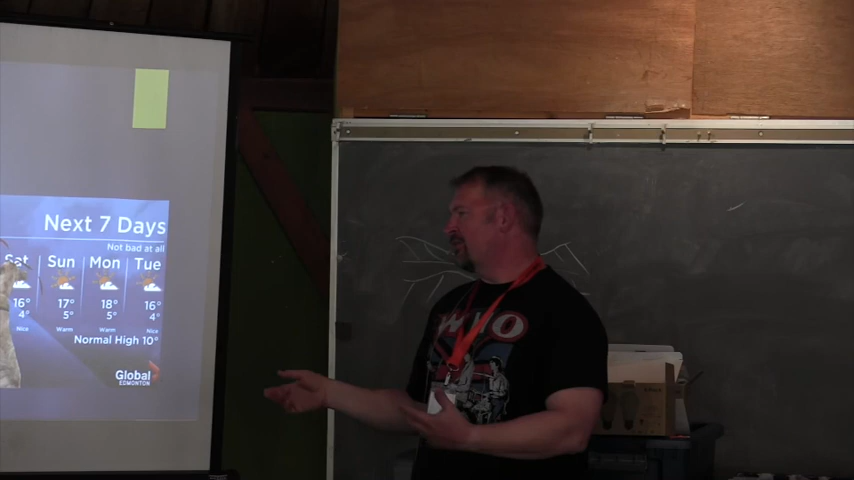 Next 7 Days
Not bad at all
Sat Sun Mon Tue
16° 17° 18° 16°
4° 5° 5° 4°
Nice Warm Warm Nice
Normal High 10°
Global
EDMONTON
WHO